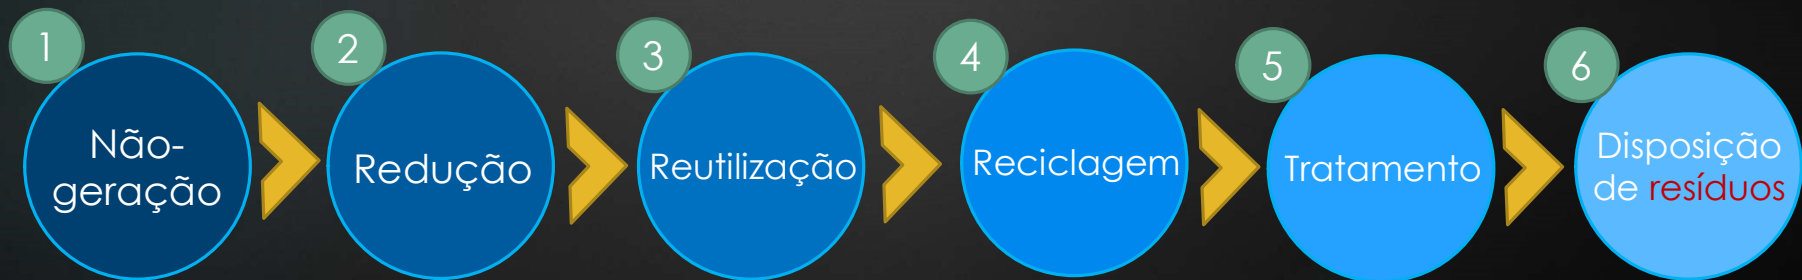 1
Não-
geração
2
Redução
3
Reutilização
4
Reciclagem
5
Tratamento
6
Disposição
de resíduos